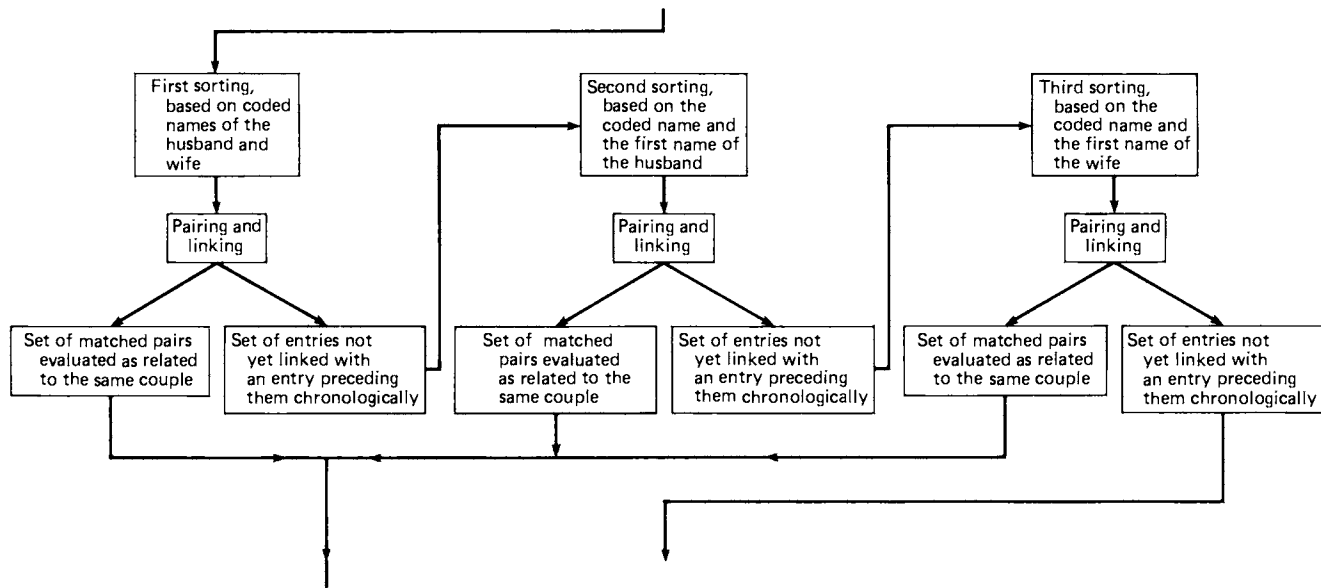 First sorting,
based on coded
names of the
husband and
wife
Pairing and
linking
Set of matched pairs
evaluated as related
to the same couple
Set of entries not
yet linked with
an entry preceding
them chronologically
Second sorting,
based on the
coded name and
the first name of
the husband
Pairing and
linking
Set of matched
pairs evaluated
as related to the
same couple
Set of entries not
yet linked with
an entry preceding
them chronologically
Third sorting,
based on the
coded name and
the first name of
the wife
Pairing and
linking
Set of matched pairs
evaluated as related
to the same couple
Set of entries not
yet linked with
an entry preceding
them chronologically